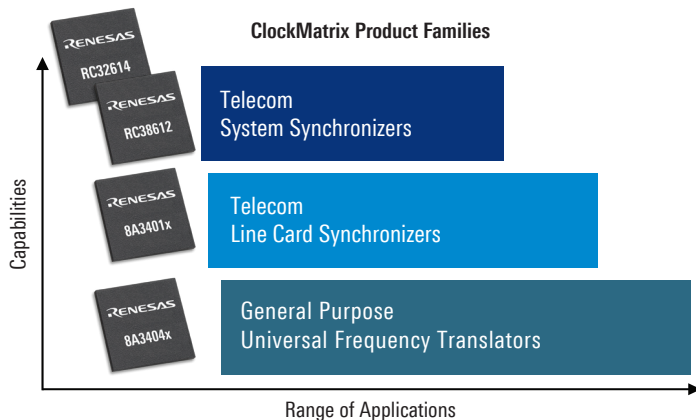 ClockMatrix Product Families
RENESAS
RC32614
RENESAS
RC38612
Telecom
System Synchronizers
RENESAS
8A3401x
Telecom
Line Card Synchronizers
RENESAS
8A3404x
General Purpose
Universal Frequency Translators
Capabilities
Range of Applications